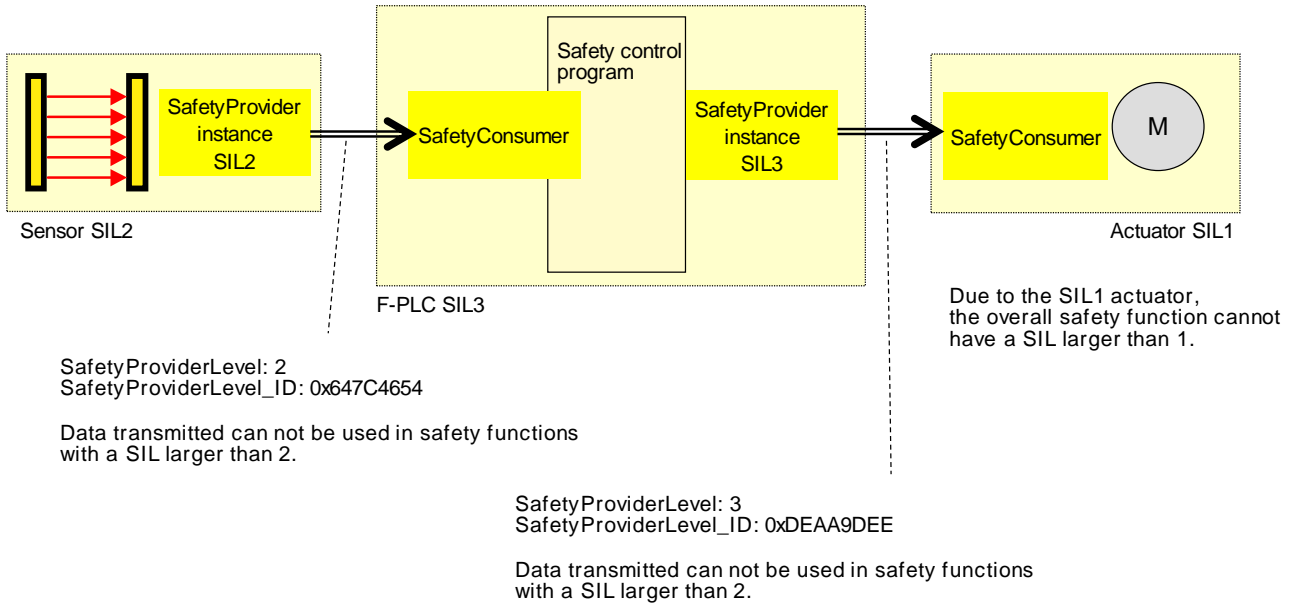 Safety control
program
SafetyProvider
instance
SIL2
SafetyConsumer
SafetyProvider
instance
SIL3
SafetyConsumer
M
Sensor SIL2
F-PLC SIL3
Actuator SIL1
Due to the SIL1 actuator,
the overall safety function cannot
have a SIL larger than 1.
SafetyProviderLevel: 2
SafetyProviderLevel_ID: 0x647C4654
Data transmitted can not be used in safety functions
with a SIL larger than 2.
SafetyProviderLevel: 3
SafetyProviderLevel_ID: 0xDEAA9DEE
Data transmitted can not be used in safety functions
with a SIL larger than 2.